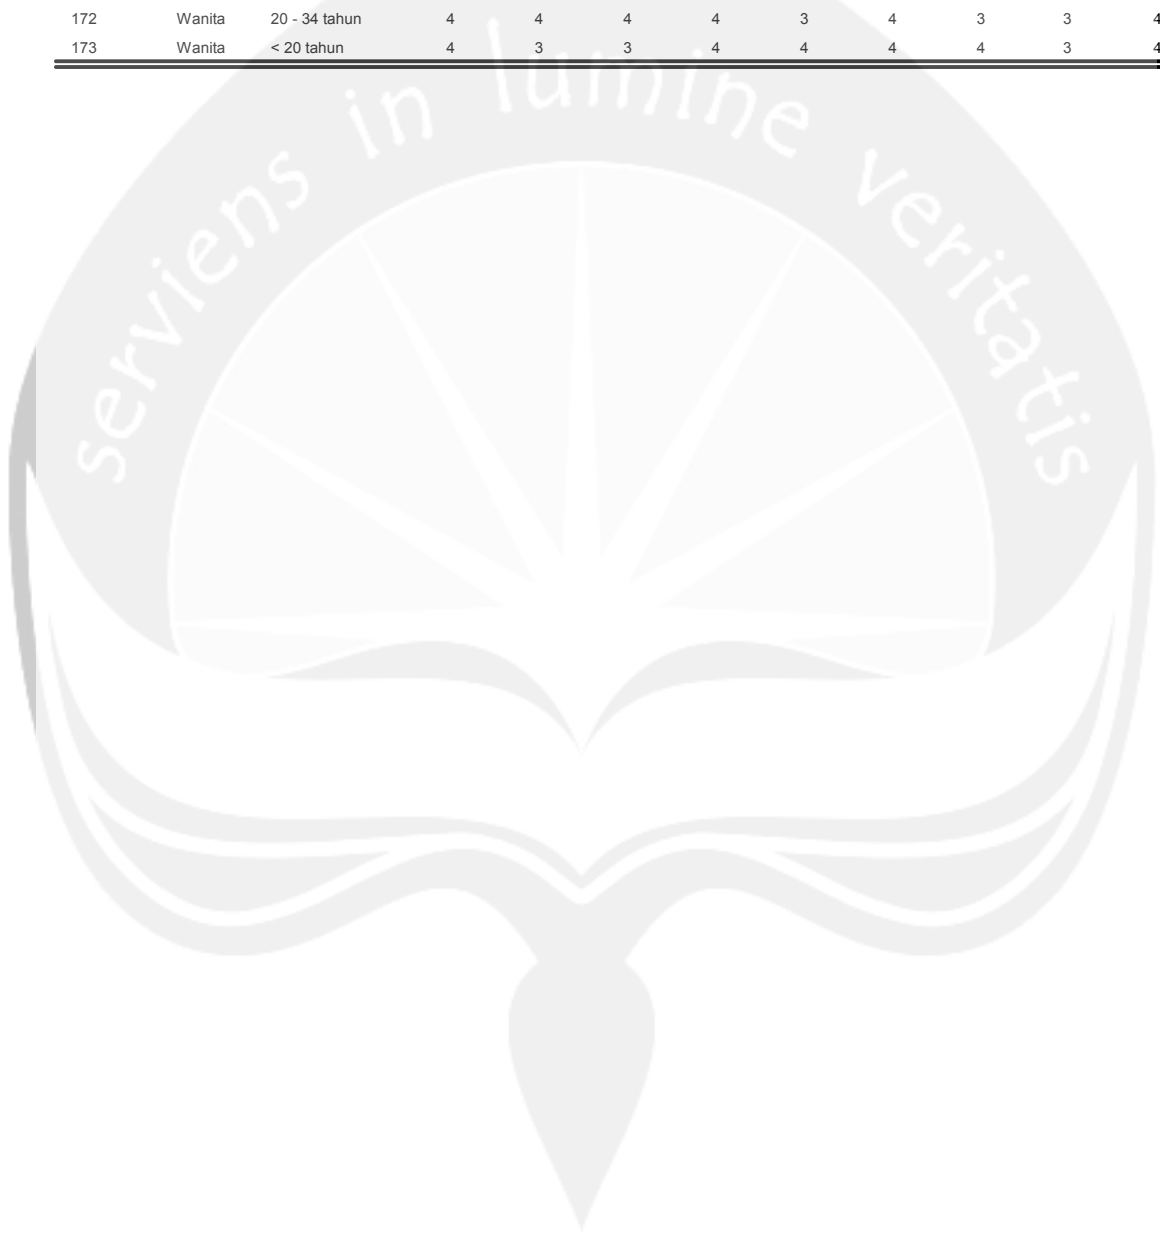 172 Wanita 20 - 34 tahun 4 4 4 4 3 4 3 3 4
173 Wanita < 20 tahun 4 3 3 4 4 4 4 3 4
serviens in lumine veritatis